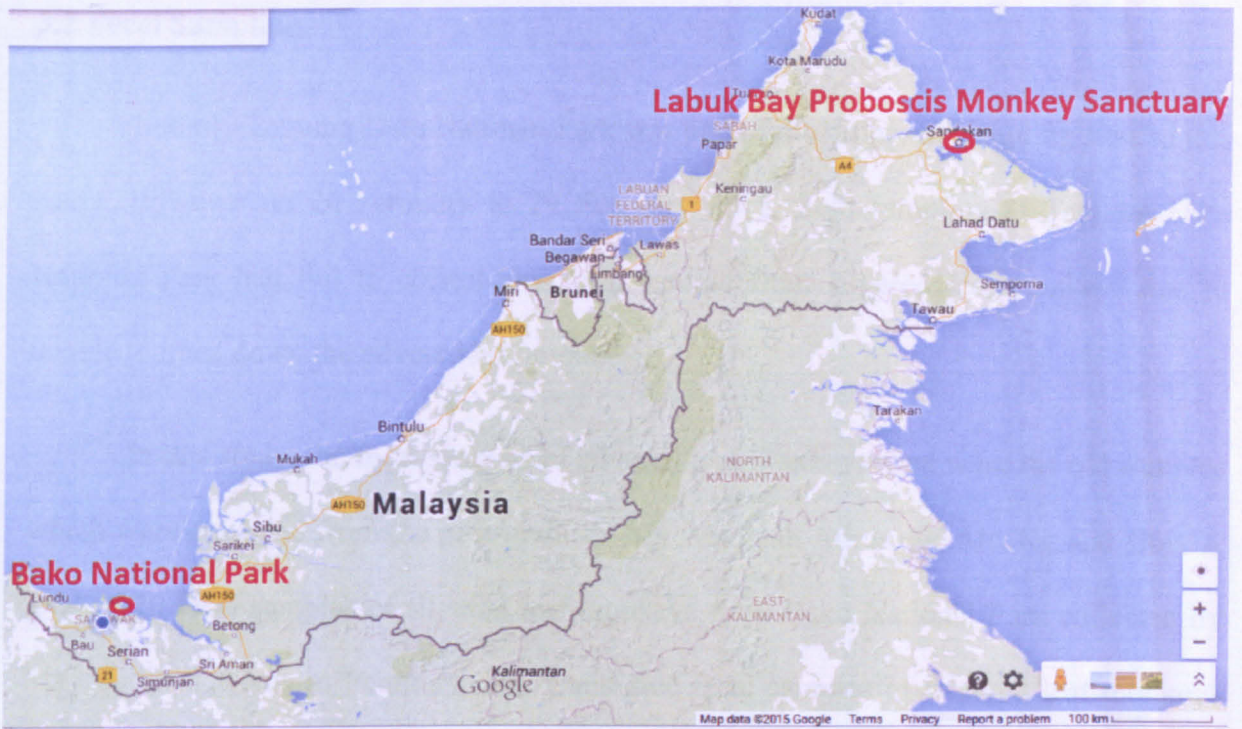 Kudat
Kota Marudu
Labuk Bay Proboscis Monkey Sanctuary
SABAH
Sandakan
Papar
A4
LABUAN
FEDERAL
TERRITORY
1
Keningau
Lahad Datu
Bandar Seri
Begawan
Lawas
Limbang
Semporna
Miri
Brunei
Tawau
AH150
Tarakan
Bintulu
Mukah
NORTH
KALIMANTAN
AH150
Malaysia
Sibu
Sarikei
Bako National Park
AH150
Lundu
SARAWAK
Betong
EAST
KALIMANTAN
Bau
Serian
Sri Aman
21
Simunjan
Kalimantan
Google
Map data ©2015 Google
Terms
Privacy
Report a problem
100 km